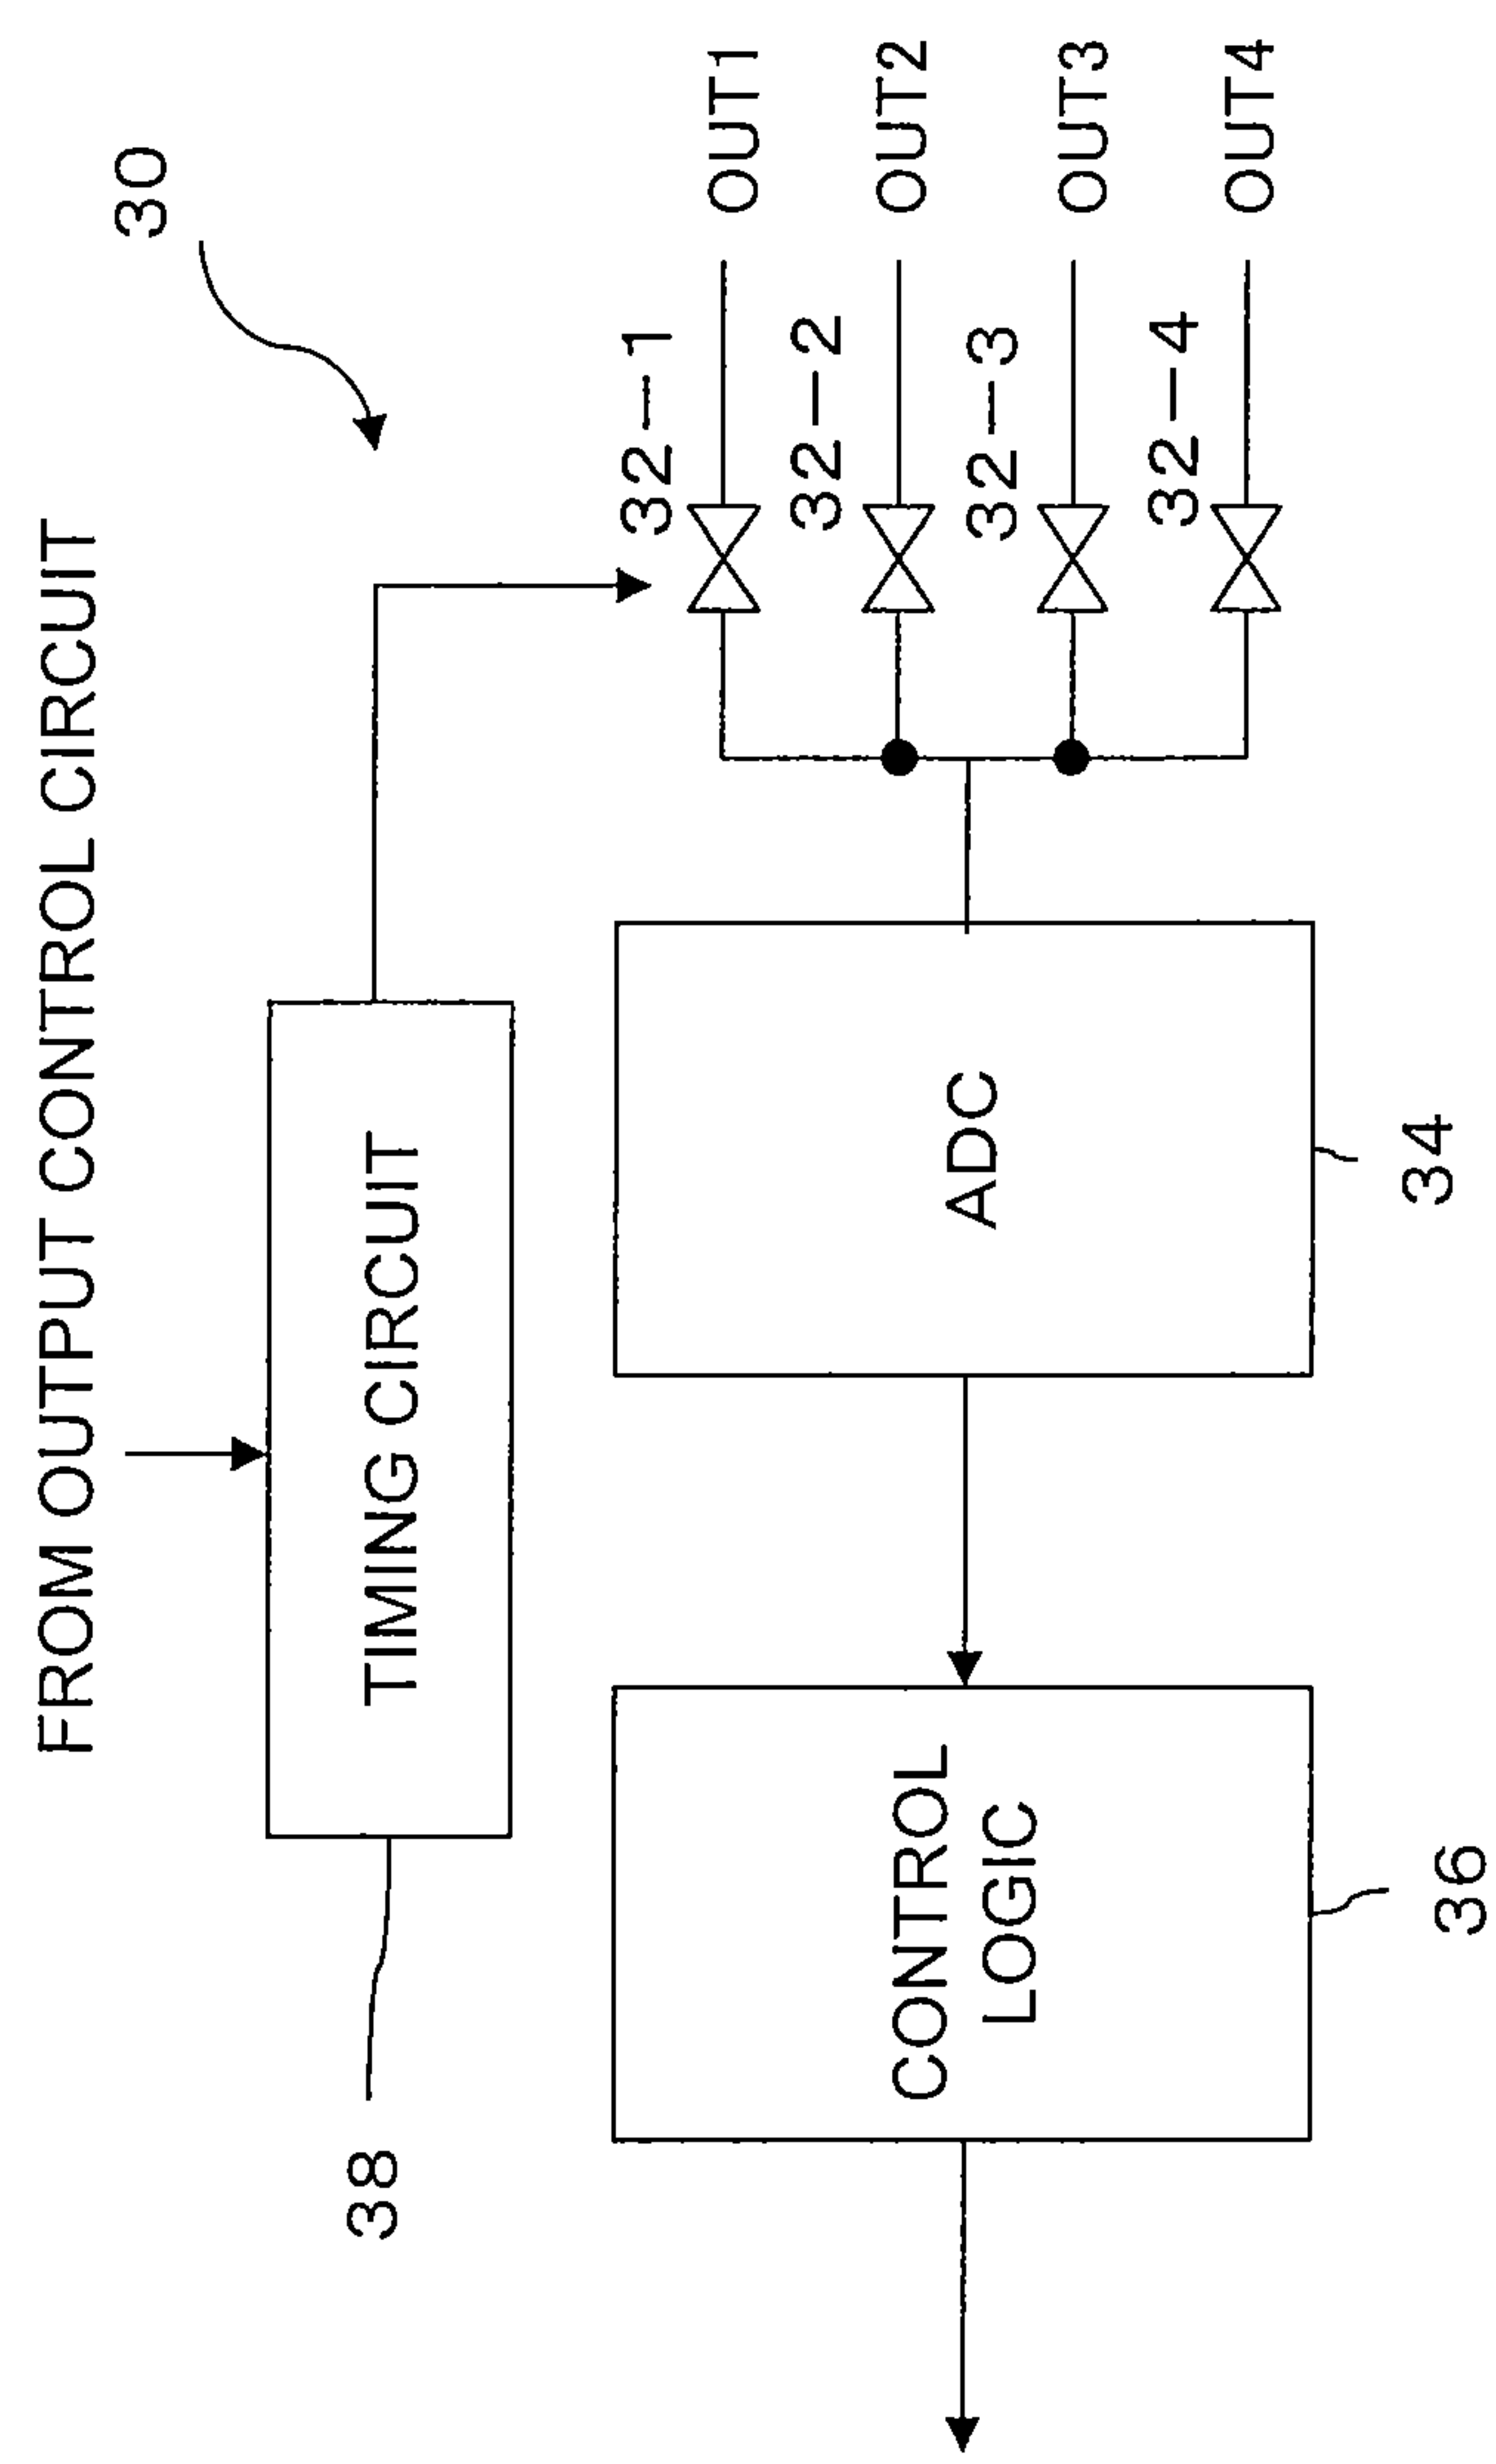 FROM OUTPUT CONTROL CIRCUIT
30
38
TIMING CIRCUIT
32-1
OUT1
32-2
OUT2
32-3
OUT3
32-4
OUT4
CONTROL
LOGIC
ADC
36
34